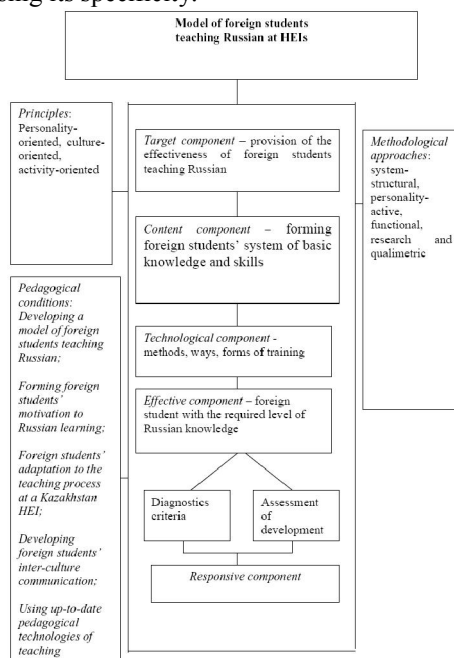 Model of foreign students
teaching Russian at HEIs
Principles:
Personality-
oriented, culture-
oriented,
activity-oriented
Target component – provision of the
effectiveness of foreign students
teaching Russian
Methodological
approaches:
system-
structural,
personality-
active,
functional,
research and
qualimetric
Content component – forming
foreign students' system of basic
knowledge and skills
Pedagogical
conditions:
Developing a
model of foreign
students teaching
Russian;
Forming foreign
students'
motivation to
Russian learning;
Foreign students'
adaptation to the
teaching process
at a Kazakhstan
HEI;
Developing
foreign students'
inter-culture
communication;
Using up-to-date
pedagogical
technologies of
teaching
Technological component -
methods, ways, forms of training
Effective component – foreign
student with the required level of
Russian knowledge
Diagnostics
criteria
Assessment
of
development
Responsive component